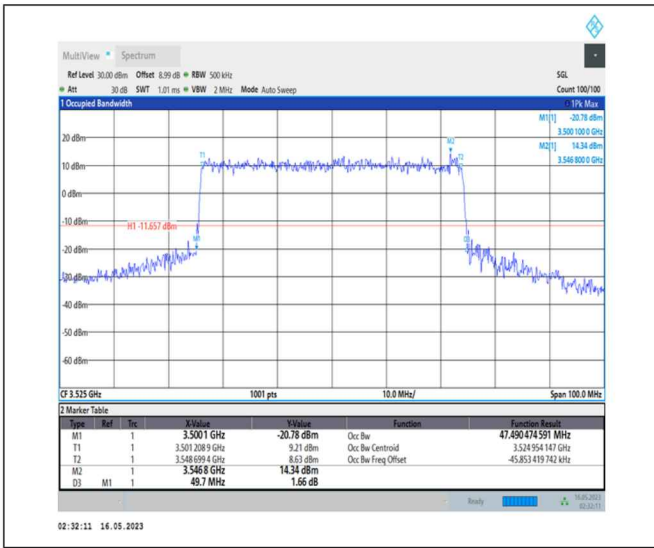 MultiView Spectrum
Ref Level 30.00 dBm Offset 8.99 dB RBW 500 kHz SGL
Att 30 dB SWT 1.01 ms VBW 2 MHz Mode Auto Sweep Count 100/100
1 Occupied Bandwidth 1Pk Max
M1[1] -20.78 dBm
3.500 100 0 GHz
M2[1] 14.34 dBm
3.546 800 0 GHz
20 dBm
M2
T1
T2
10 dBm
0 dBm
-10 dBm
H1 -11.657 dBm
M1
-20 dBm
-30 dBm
-40 dBm
-50 dBm
-60 dBm
CF 3.525 GHz 1001 pts 10.0 MHz/ Span 100.0 MHz
2 Marker Table
Type Ref Trc X-Value Y-Value Function Function Result
M1 1 3.5001 GHz -20.78 dBm Occ Bw 47.490 474 591 MHz
T1 1 3.501 208 9 GHz 9.21 dBm Occ Bw Centroid 3.524 954 147 GHz
T2 1 3.548 699 4 GHz 8.63 dBm Occ Bw Freq Offset -45.853 419 742 kHz
M2 1 3.546 8 GHz 14.34 dBm
D3 M1 1 49.7 MHz 1.66 dB
Ready 16.05.2023
02:32:11
02:32:11 16.05.2023